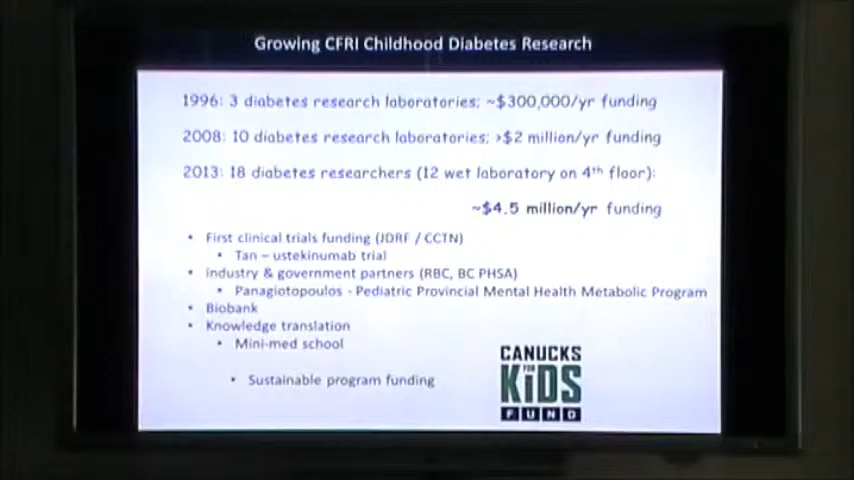 Growing CFRI Childhood Diabetes Research
1996: 3 diabetes research laboratories; ~$300,000/yr funding
2008: 10 diabetes research laboratories; >$2 million/yr funding
2013: 18 diabetes researchers (12 wet laboratory on 4th floor):
~$4.5 million/yr funding
• First clinical trials funding (JDRF / CCTN)
• Tan – ustekinumab trial
• Industry & government partners (RBC, BC PHSA)
• Panagiotopoulos - Pediatric Provincial Mental Health Metabolic Program
• Biobank
• Knowledge translation
• Mini-med school
• Sustainable program funding
CANUCKS
FOR
KIDS
FUND